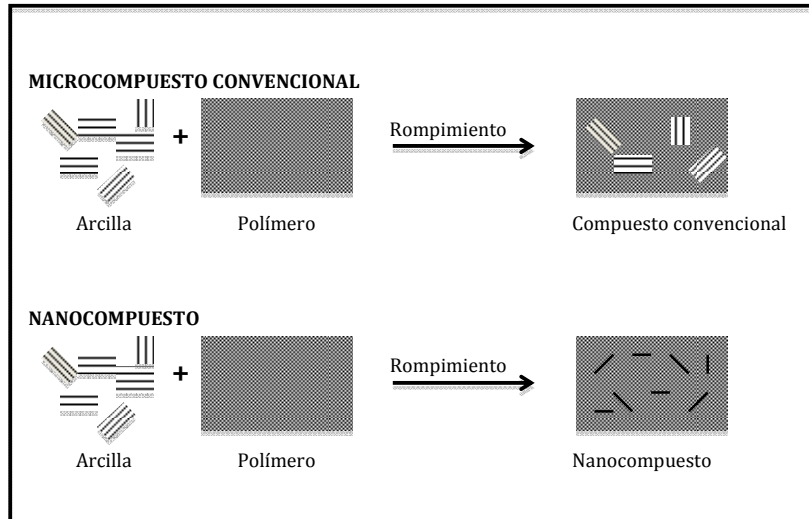 MICROCOMPUESTO CONVENCIONAL
+
Rompimiento
Arcilla
Polímero
Compuesto convencional
NANOCOMPUESTO
+
Rompimiento
Arcilla
Polímero
Nanocompuesto